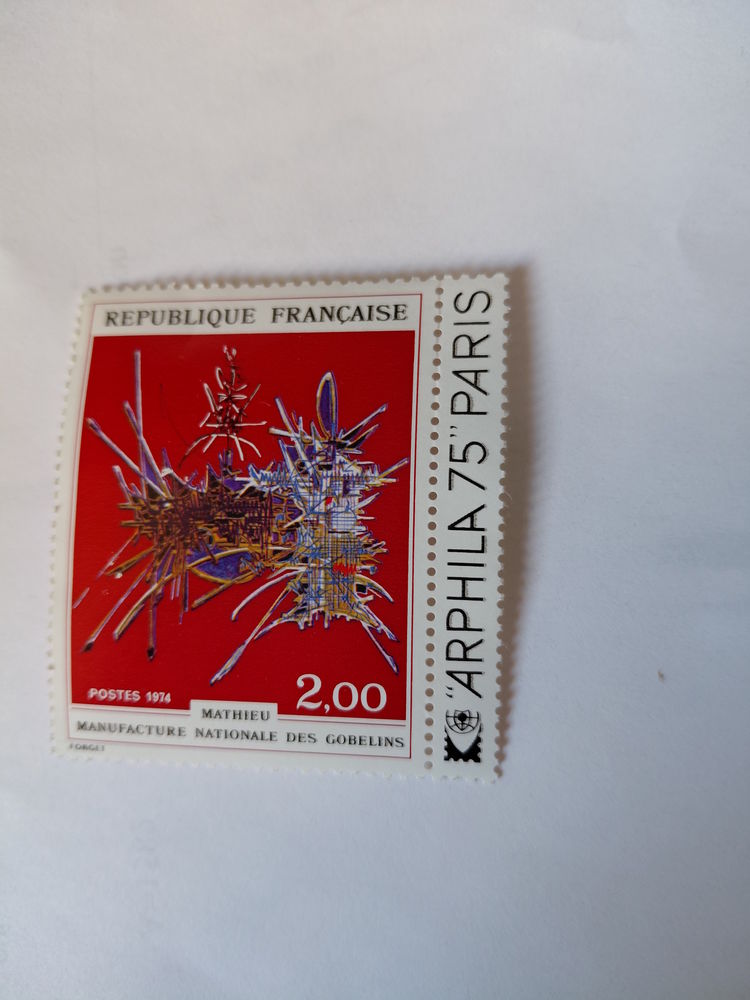 REPUBLIQUE FRANÇAISE
POSTES 1974
2,00
MATHIEU
MANUFACTURE NATIONALE DES GOBELINS
FORGET
"ARPHILA 75" PARIS